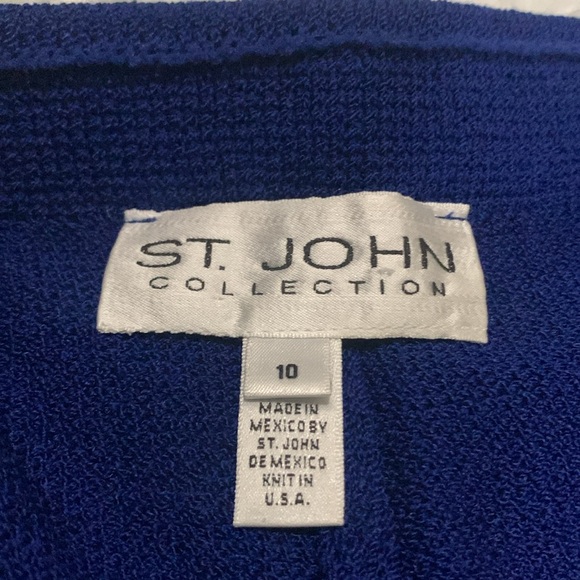 ST. JOHN
COLLECTION
10
MADE IN
MEXICO BY
ST. JOHN
DE MEXICO
KNIT IN
U.S.A.